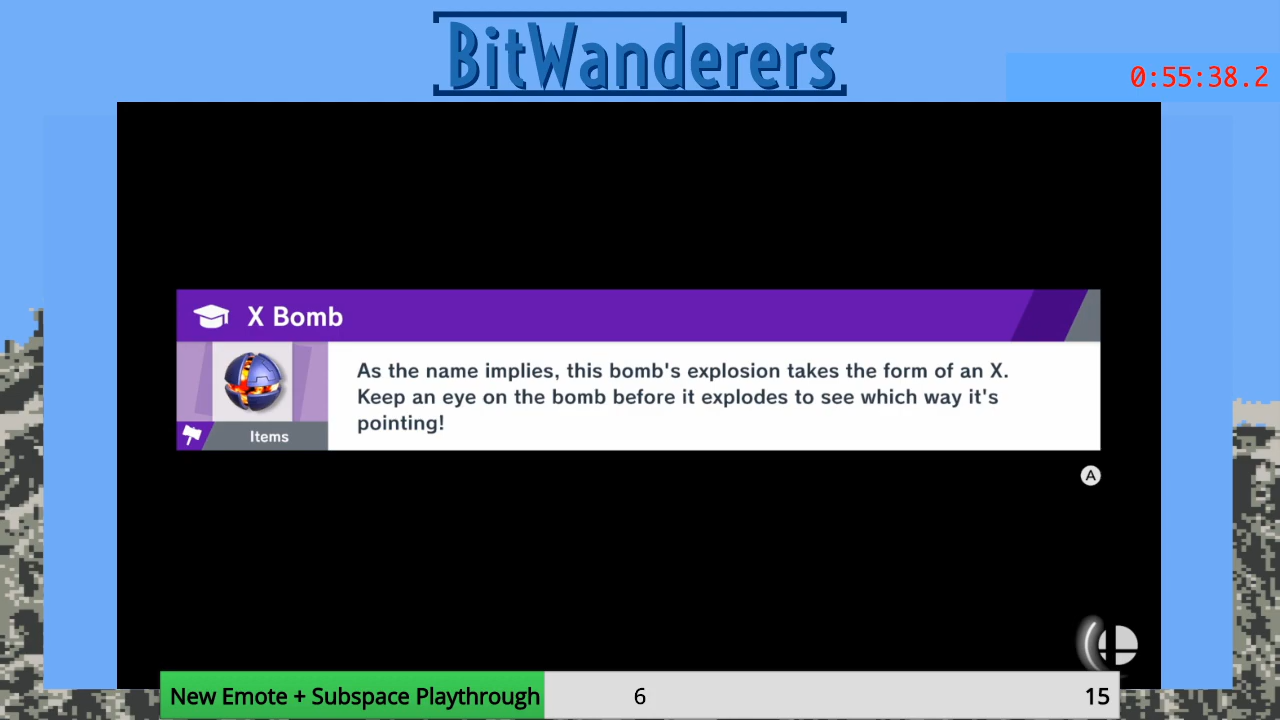 BitWanderers
0:55:38.2
X Bomb
As the name implies, this bomb's explosion takes the form of an X.
Keep an eye on the bomb before it explodes to see which way it's
pointing!
Items
A
New Emote + Subspace Playthrough 6 15